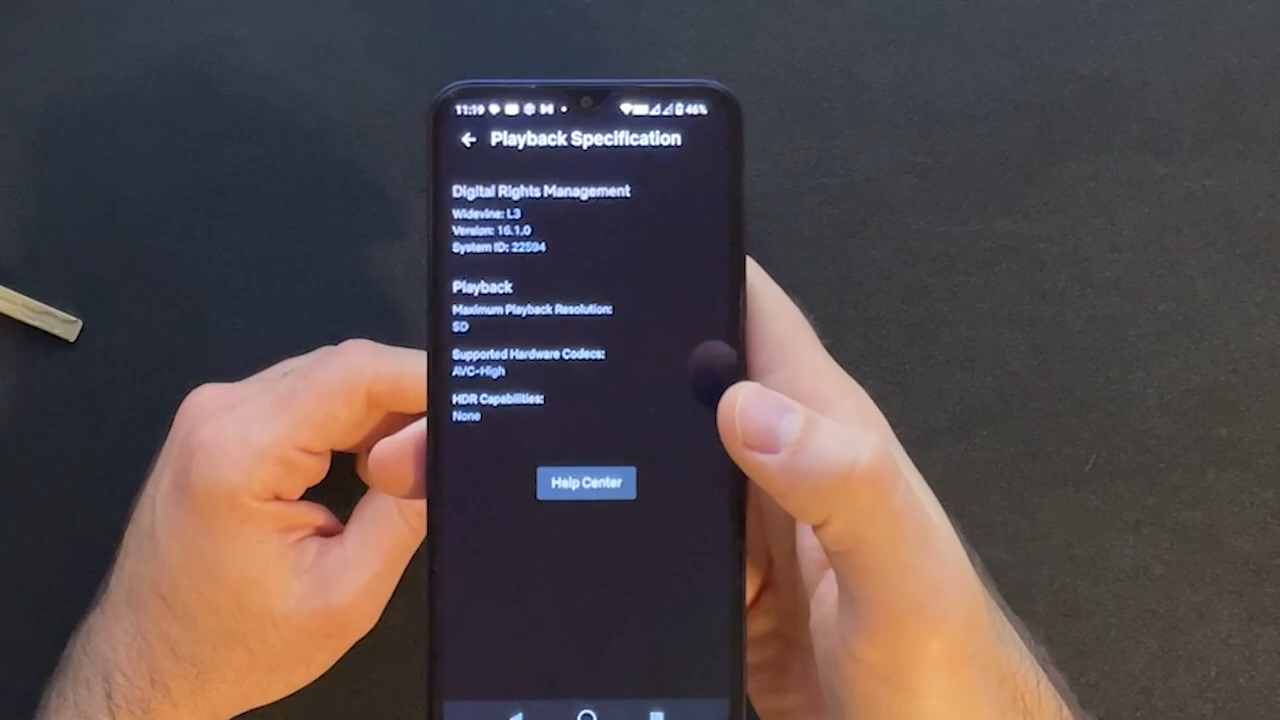 11:19
46%
Playback Specification
Digital Rights Management
Widevine: L3
Version: 16.1.0
System ID: 22594
Playback
Maximum Playback Resolution:
SD
Supported Hardware Codecs:
AVC-High
HDR Capabilities:
None
Help Center